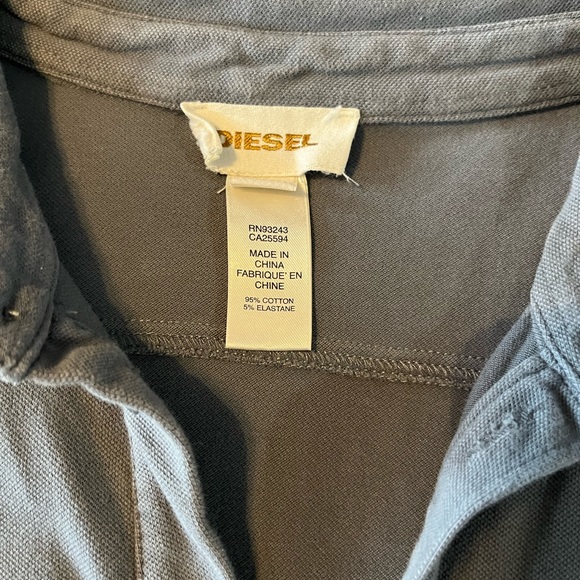 DIESEL
RN93243
CA25594
MADE IN
CHINA
FABRIQUE' EN
CHINE
95% COTTON
5% ELASTANE